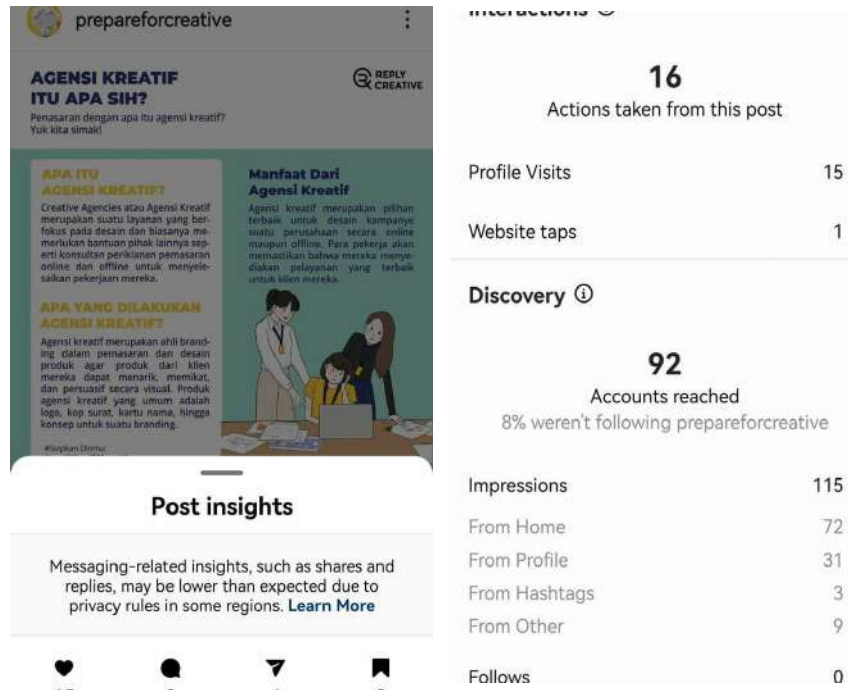 prepareforcreative
AGENSI KREATIF
ITU APA SIH?
REPLY
CREATIVE
Penasaran dengan apa itu agensi kreatif?
Yuk kita simak!
APA ITU
AGENSI KREATIF?
Creative Agencies atau Agensi Kreatif
merupakan suatu layanan yang ber-
fokus pada desain dan biasanya me-
merlukan bantuan pihak lainnya sep-
erti konsultan periklanan pemasaran
online dan offline untuk menyele-
saikan pekerjaan mereka.
APA YANG DILAKUKAN
AGENSI KREATIF?
Agensi kreatif merupakan ahli brand-
ing dalam pemasaran dan desain
produk agar produk dari klien
mereka dapat menarik, memikat,
dan persuasif secara visual. Produk
agensi kreatif yang umum adalah
logo, kop surat, kartu nama, hingga
konsep untuk suatu branding.
Manfaat Dari
Agensi Kreatif
Agensi kreatif merupakan pilihan
terbaik untuk desain kampanye
suatu perusahaan secara online
maupun offline. Para pekerja akan
memastikan bahwa mereka menye-
diakan pelayanan yang terbaik
untuk klien mereka.
Post insights
Messaging-related insights, such as shares and
replies, may be lower than expected due to
privacy rules in some regions. Learn More
Interactions
16
Actions taken from this post
Profile Visits 15
Website taps 1
Discovery
92
Accounts reached
8% weren't following prepareforcreative
Impressions 115
From Home 72
From Profile 31
From Hashtags 3
From Other 9
Follows 0